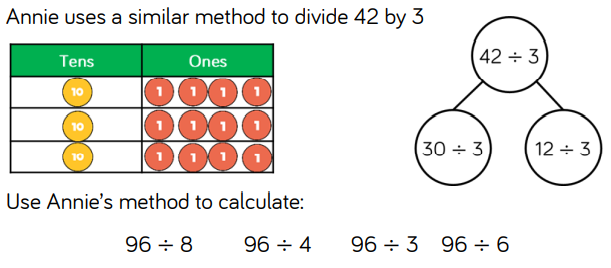 Annie uses a similar method to divide 42 by 3
Tens Ones
10 1 1 1 1
10 1 1 1 1
10 1 1 1 1
42 ÷ 3
30 ÷ 3 12 ÷ 3
Use Annie's method to calculate:
96 ÷ 8 96 ÷ 4 96 ÷ 3 96 ÷ 6